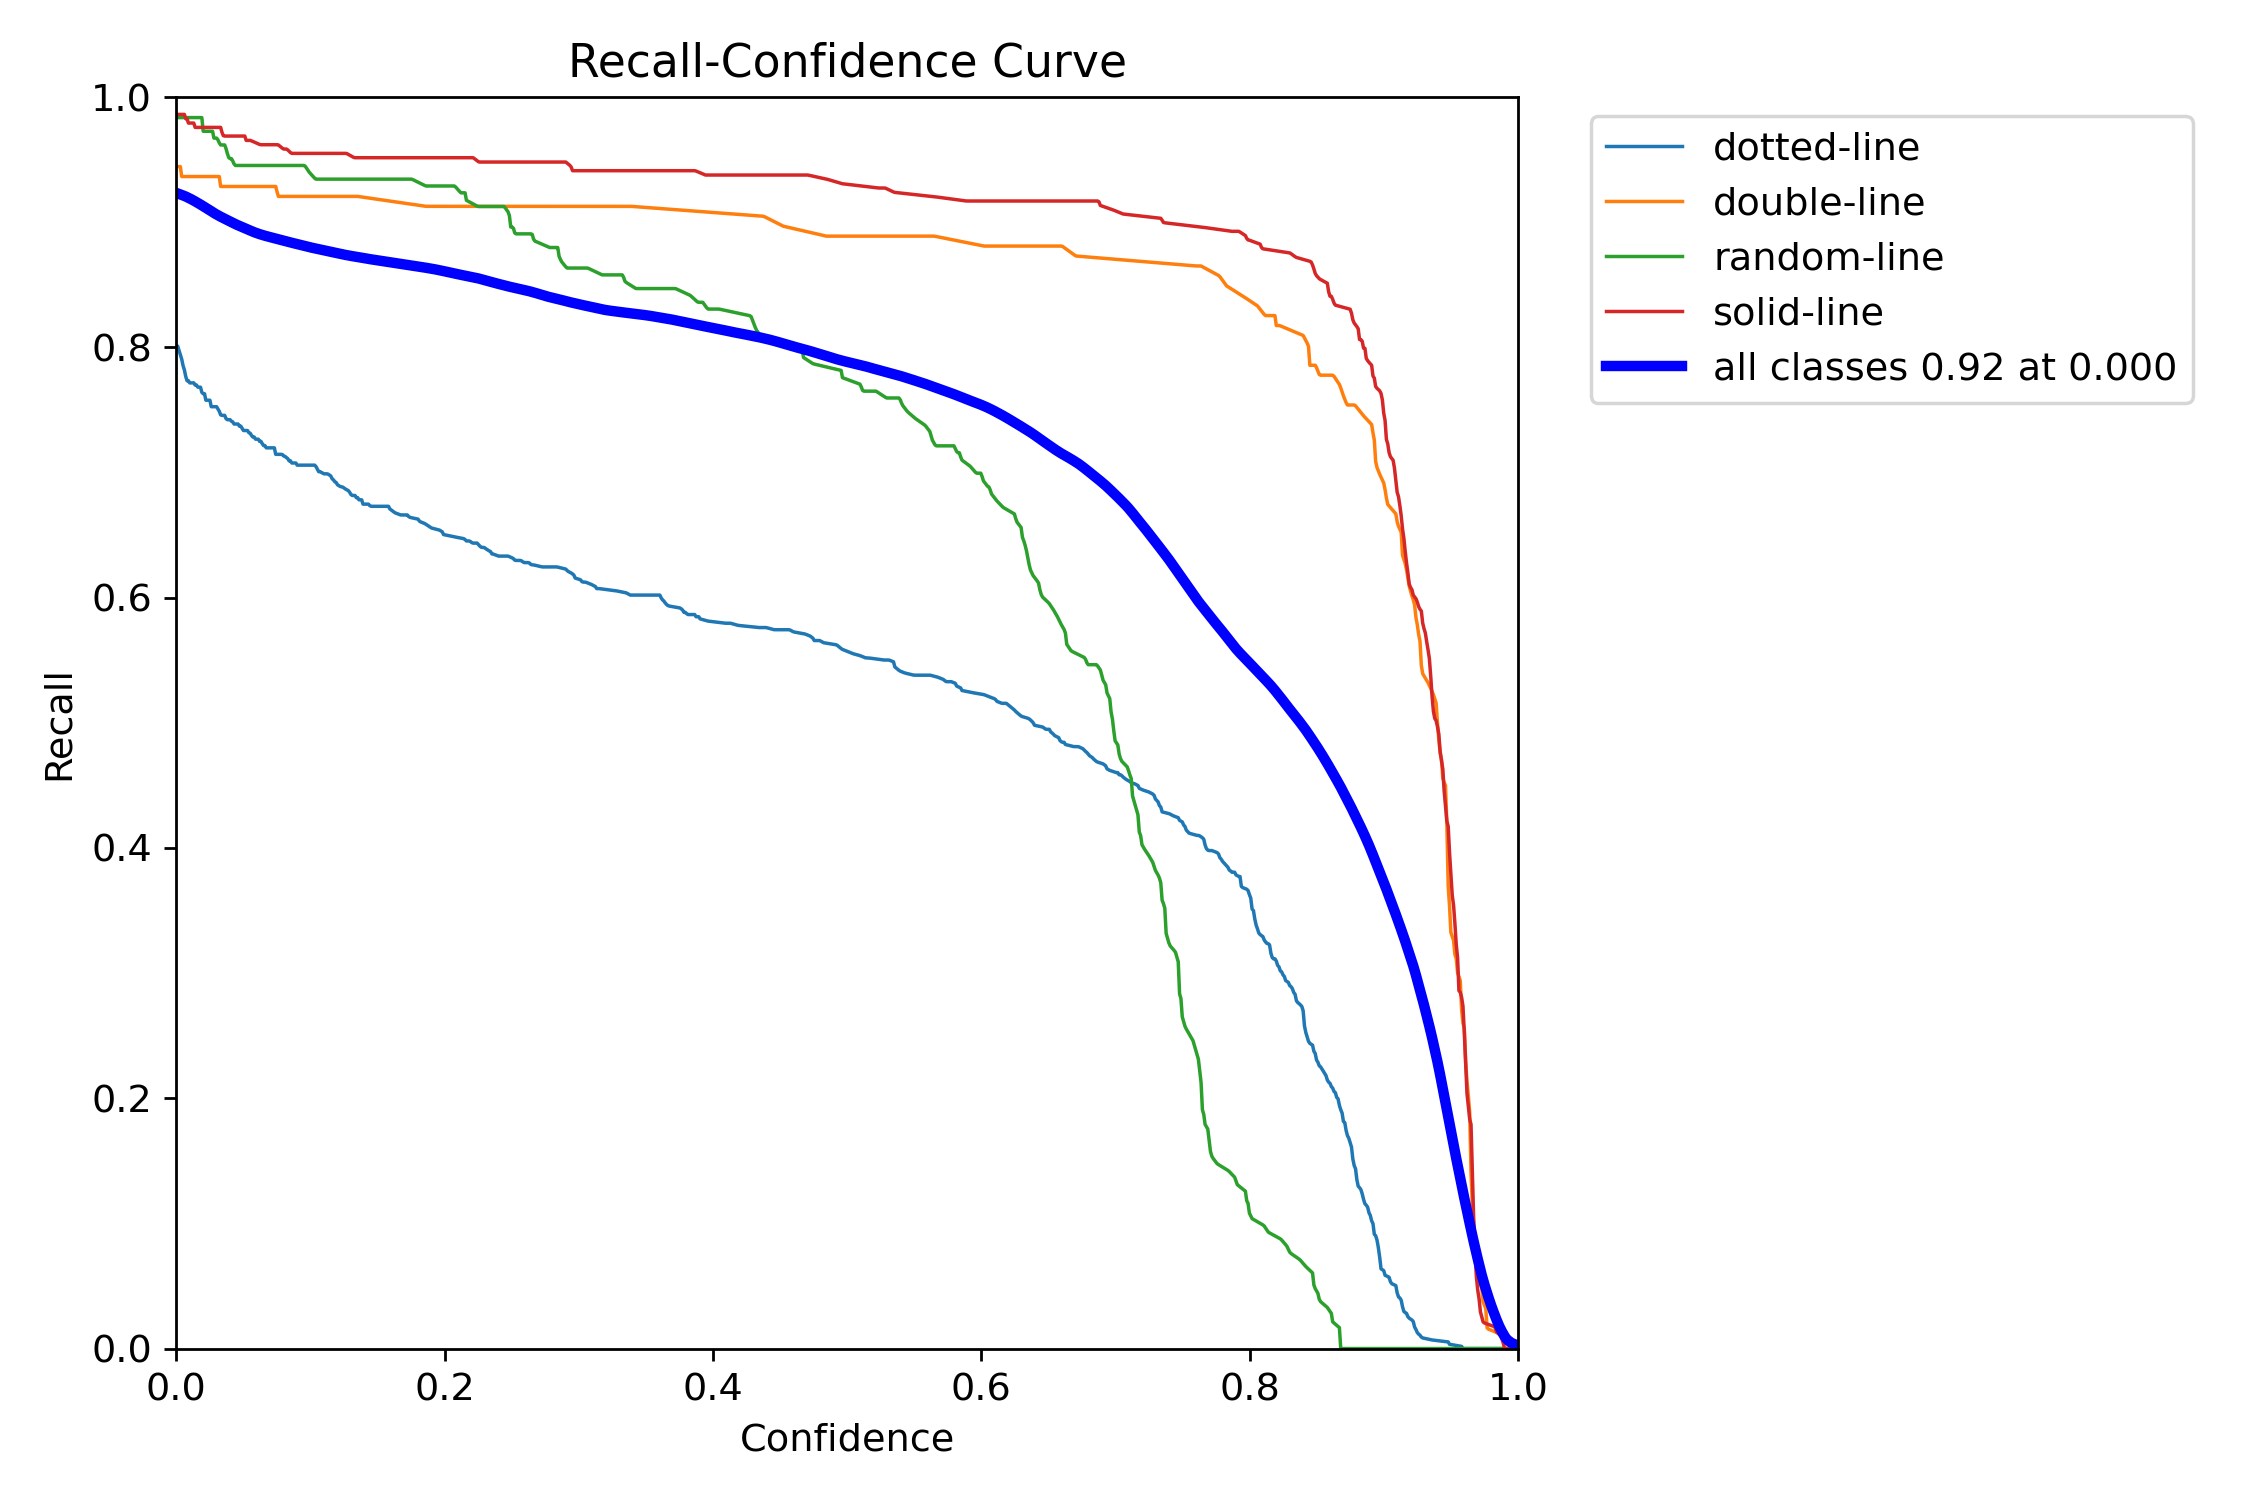 Recall-Confidence Curve
1.0
0.8
0.6
0.4
0.2
0.0
Recall
0.0 0.2 0.4 0.6 0.8 1.0
Confidence
dotted-line
double-line
random-line
solid-line
all classes 0.92 at 0.000